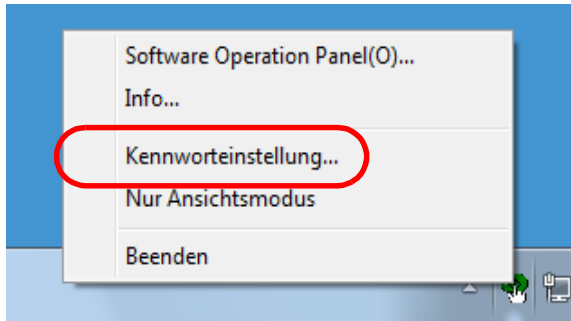 Software Operation Panel(O)...
Info...
Kennworteinstellung...
Nur Ansichtsmodus
Beenden